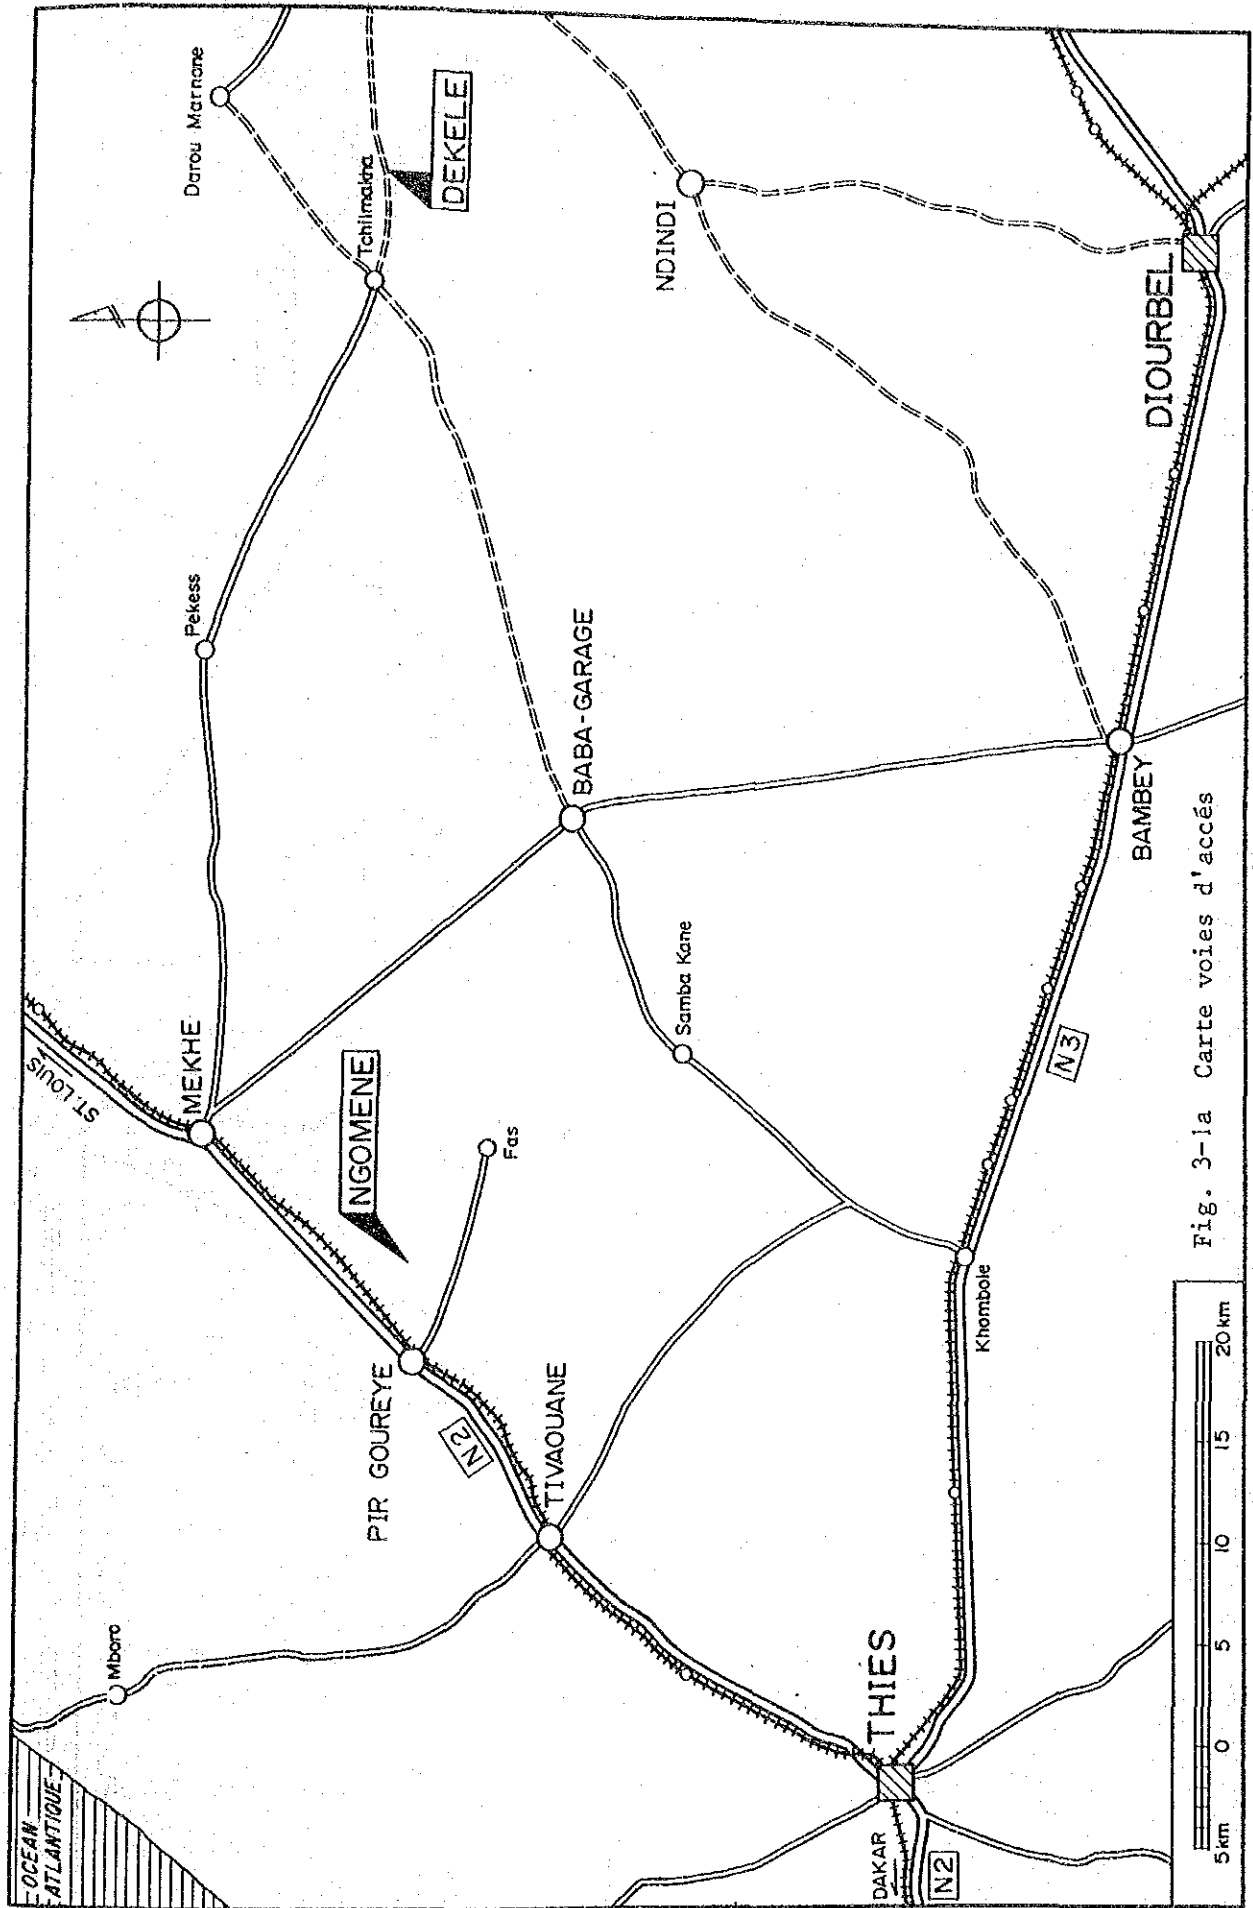 OCEAN
ATLANTIQUE
Mboro
ST. LOUIS
MEKHE
Pekess
Darou Marnane
Tchilmakha
DEKELE
NGOMENE
Fas
PIR GOUREYE
N2
TIVAOUANE
BABA-GARAGE
Samba Kane
NDINDI
THIES
DAKAR
N2
Khombole
N3
BAMBEY
DIOURBEL
5km 0 5 10 15 20km
Fig. 3-1a Carte voies d'accés